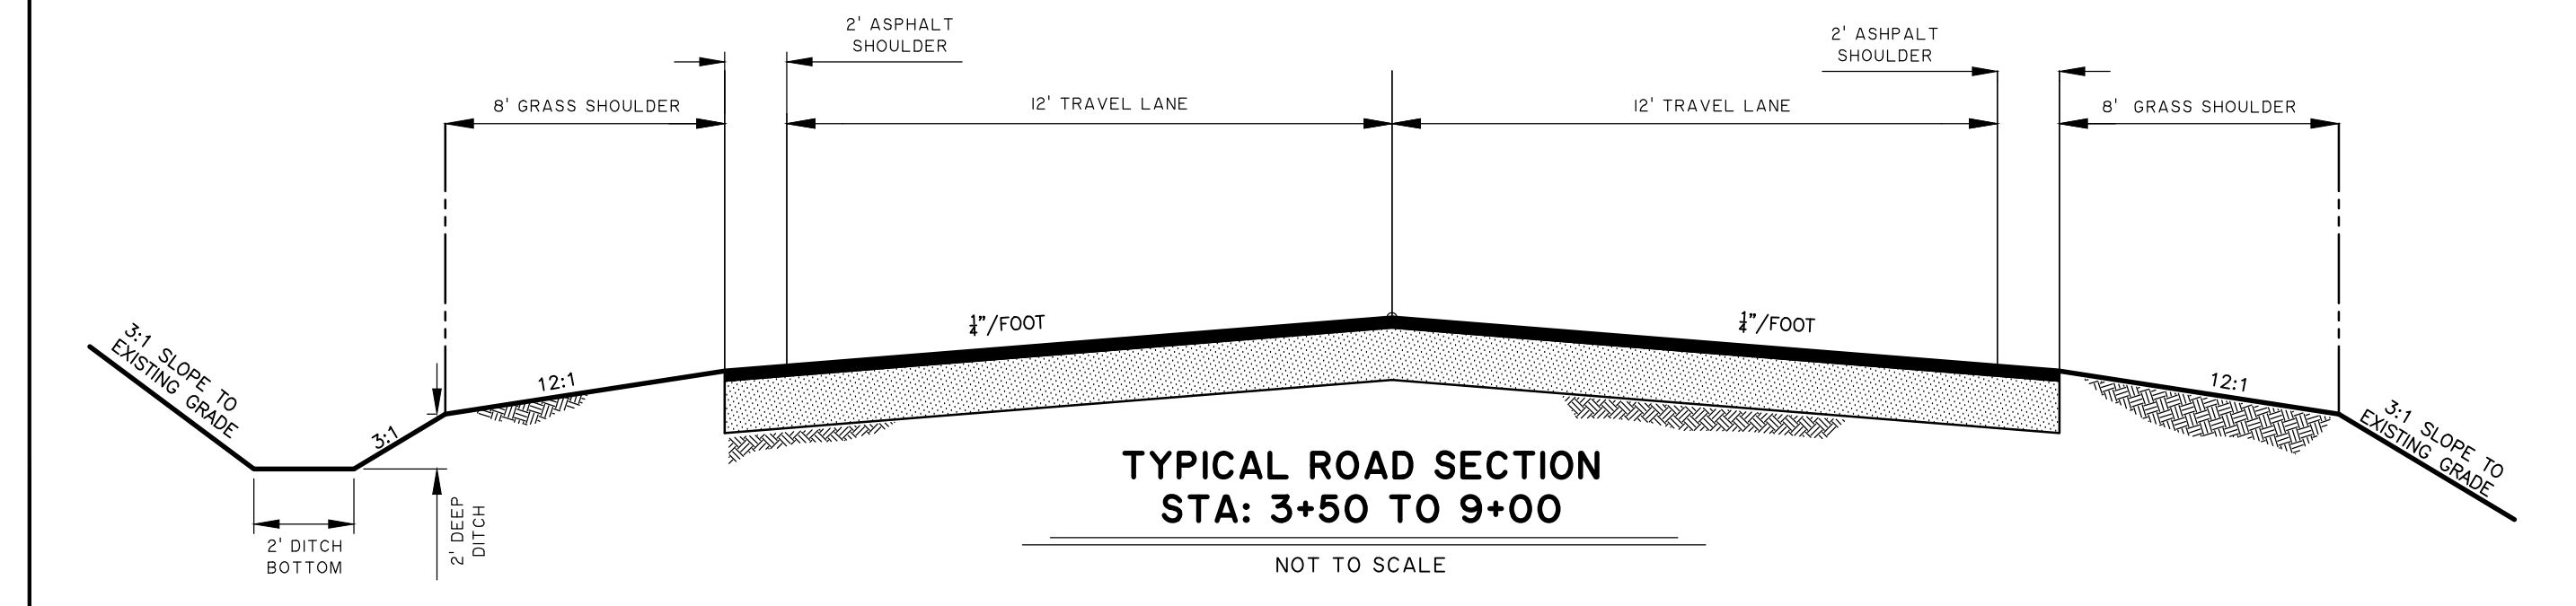 2' ASPHALT
SHOULDER
2' ASHPALT
SHOULDER
8' GRASS SHOULDER
12' TRAVEL LANE
12' TRAVEL LANE
8' GRASS SHOULDER
1/4"/FOOT
1/4"/FOOT
3:1 SLOPE TO
EXISTING GRADE
3:1
12:1
12:1
3:1 SLOPE TO
EXISTING GRADE
2' DITCH
BOTTOM
2' DEEP
DITCH
TYPICAL ROAD SECTION
STA: 3+50 TO 9+00
NOT TO SCALE